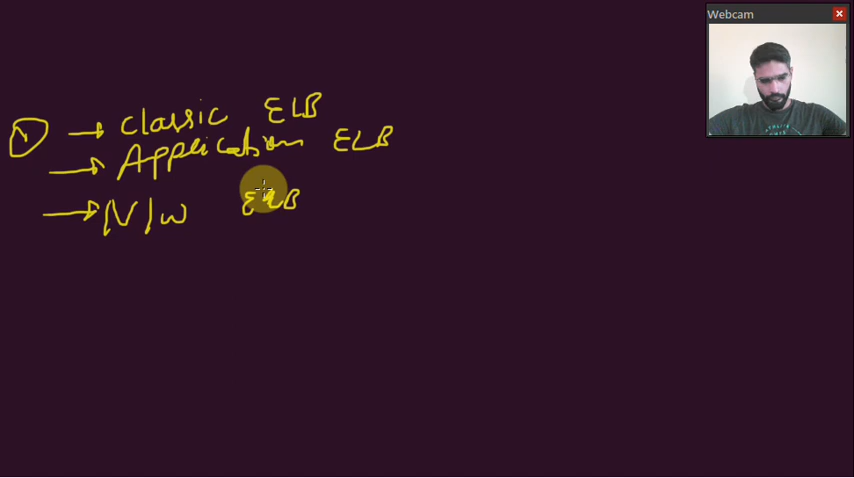 Webcam
① → classic ELB
→ Application ELB
→ N/w ELB